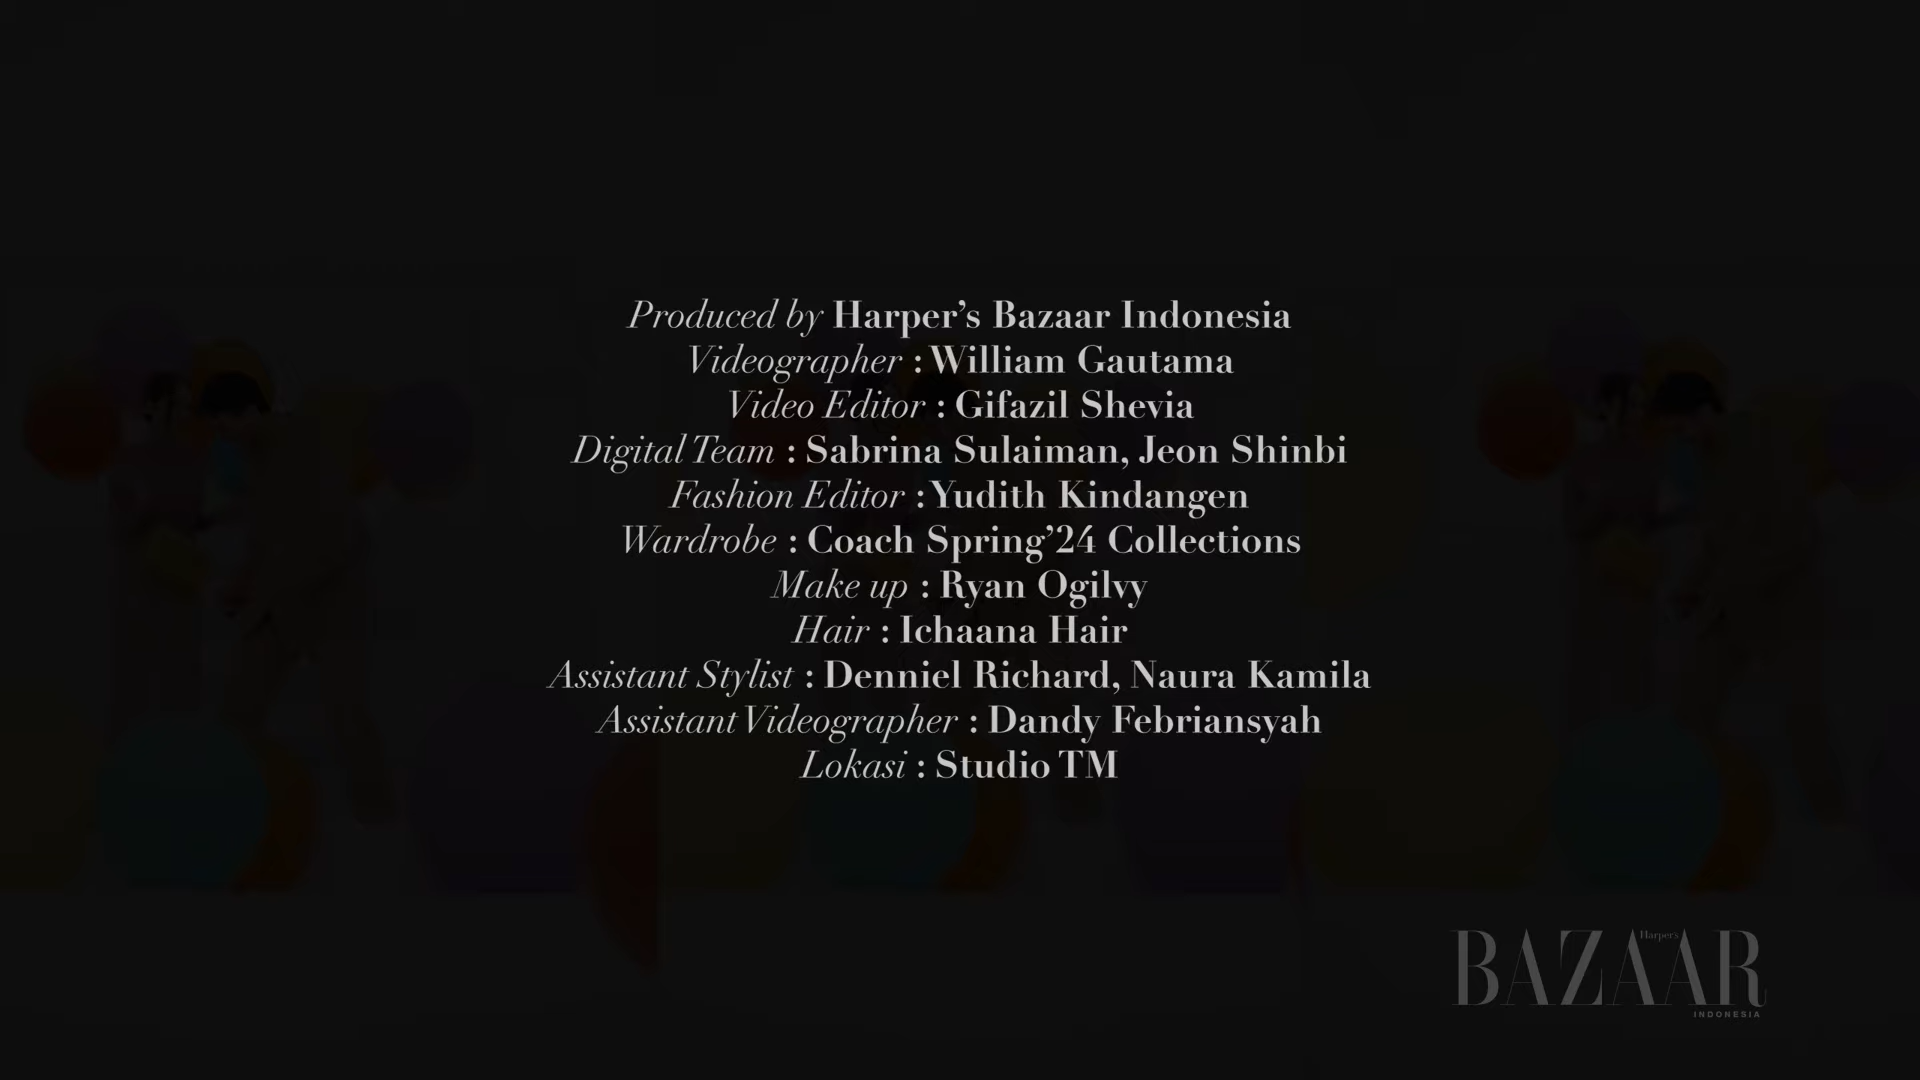 Produced by Harper’s Bazaar Indonesia
Videographer : William Gautama
Video Editor : Gifazil Shevia
Digital Team : Sabrina Sulaiman, Jeon Shinbi
Fashion Editor : Yudith Kindangen
Wardrobe : Coach Spring’24 Collections
Make up : Ryan Ogilvy
Hair : Ichaana Hair
Assistant Stylist : Denniel Richard, Naura Kamila
Assistant Videographer : Dandy Febriansyah
Lokasi : Studio TM
Harper's
BAZAAR
INDONESIA